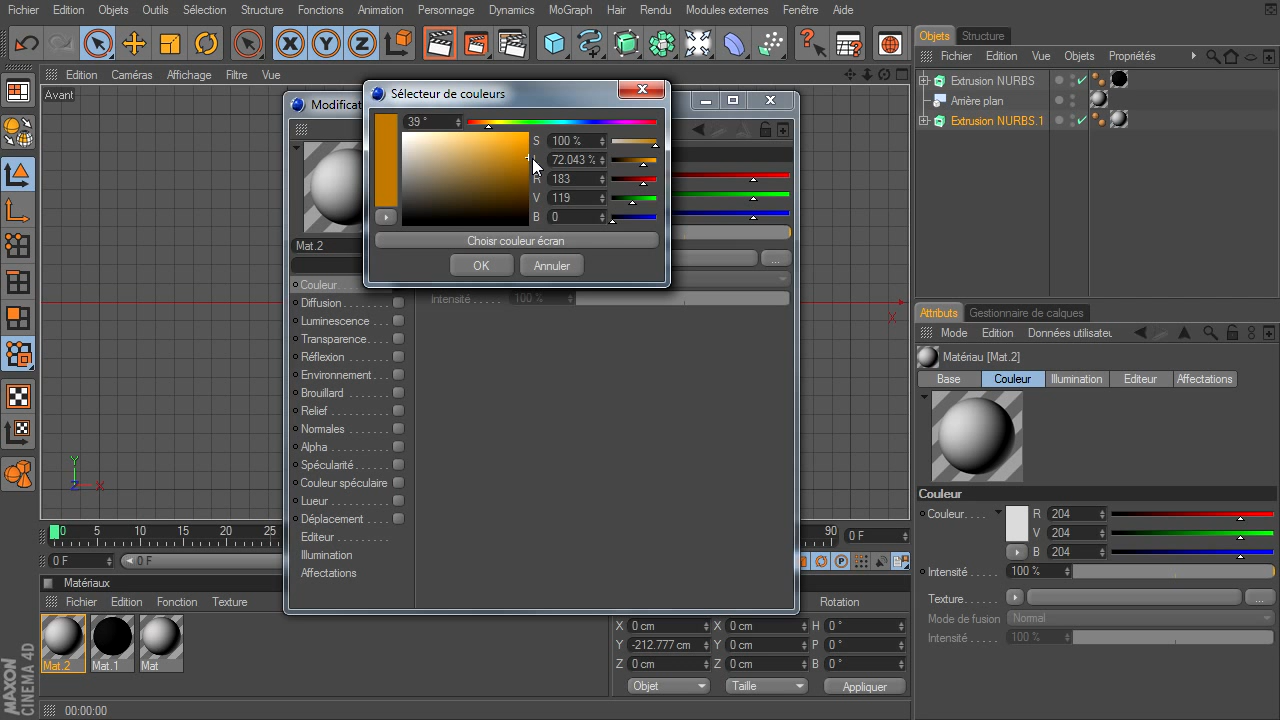 Fichier Edition Objets Outils Sélection Structure Fonctions Animation Personnage Dynamics MoGraph Hair Rendu Modules externes Fenêtre Aide
X Y Z
Edition Caméras Affichage Filtre Vue
Avant
Y
X
Z
X
Objets Structure
Fichier Edition Vue Objets Propriétés
Extrusion NURBS
Arrière plan
Extrusion NURBS.1
Modificat
Mat.2
Couleur
Diffusion
Luminescence
Transparence
Réflexion
Environnement
Brouillard
Relief
Normales
Alpha
Spécularité
Couleur spéculaire
Lueur
Déplacement
Editeur
Illumination
Affectations
...
Intensité 100 %
Sélecteur de couleurs
39 °
S 100 %
72.043 %
R 183
V 119
B 0
Choisr couleur écran
OK Annuler
Attributs Gestionnaire de calques
Mode Edition Données utilisateu
Matériau [Mat.2]
Base Couleur Illumination Editeur Affectations
Couleur
Couleur R 204
V 204
B 204
Intensité 100 %
Texture ...
Mode de fusion Normal
Intensité 100 %
0 5 10 15 20 25 90 0 F
0 F 0 F
P
Matériaux
Fichier Edition Fonction Texture
Mat.2 Mat.1 Mat
Rotation
X 0 cm X 0 cm H 0 °
Y -212.777 cm Y 0 cm P 0 °
Z 0 cm Z 0 cm B 0 °
Objet Taille Appliquer
MAXON
CINEMA 4D
00:00:00